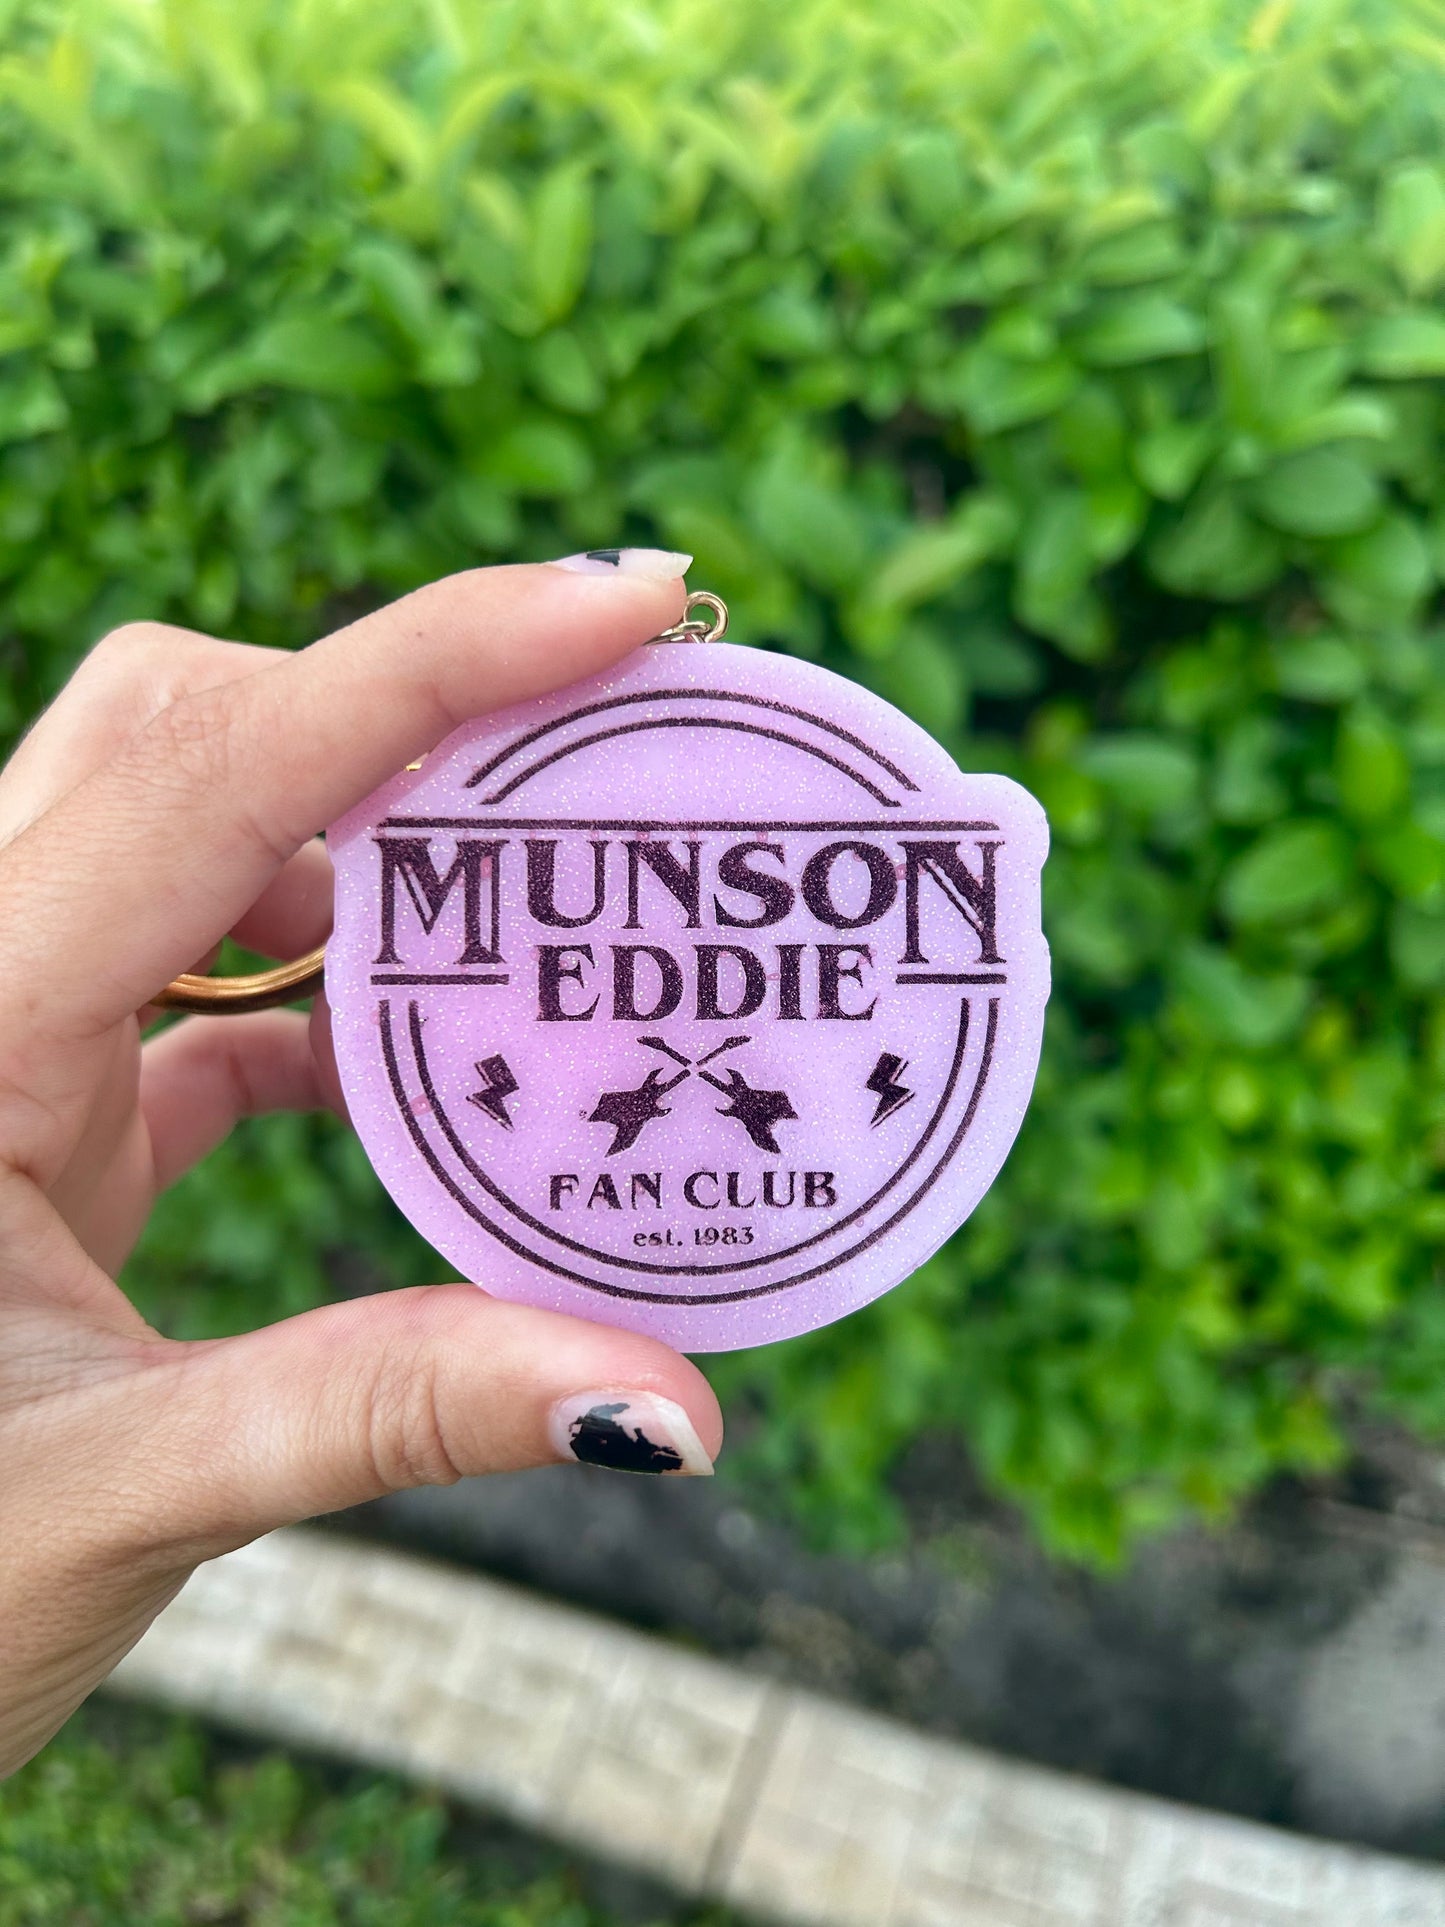 MUNSON
EDDIE
FAN CLUB
est. 1983